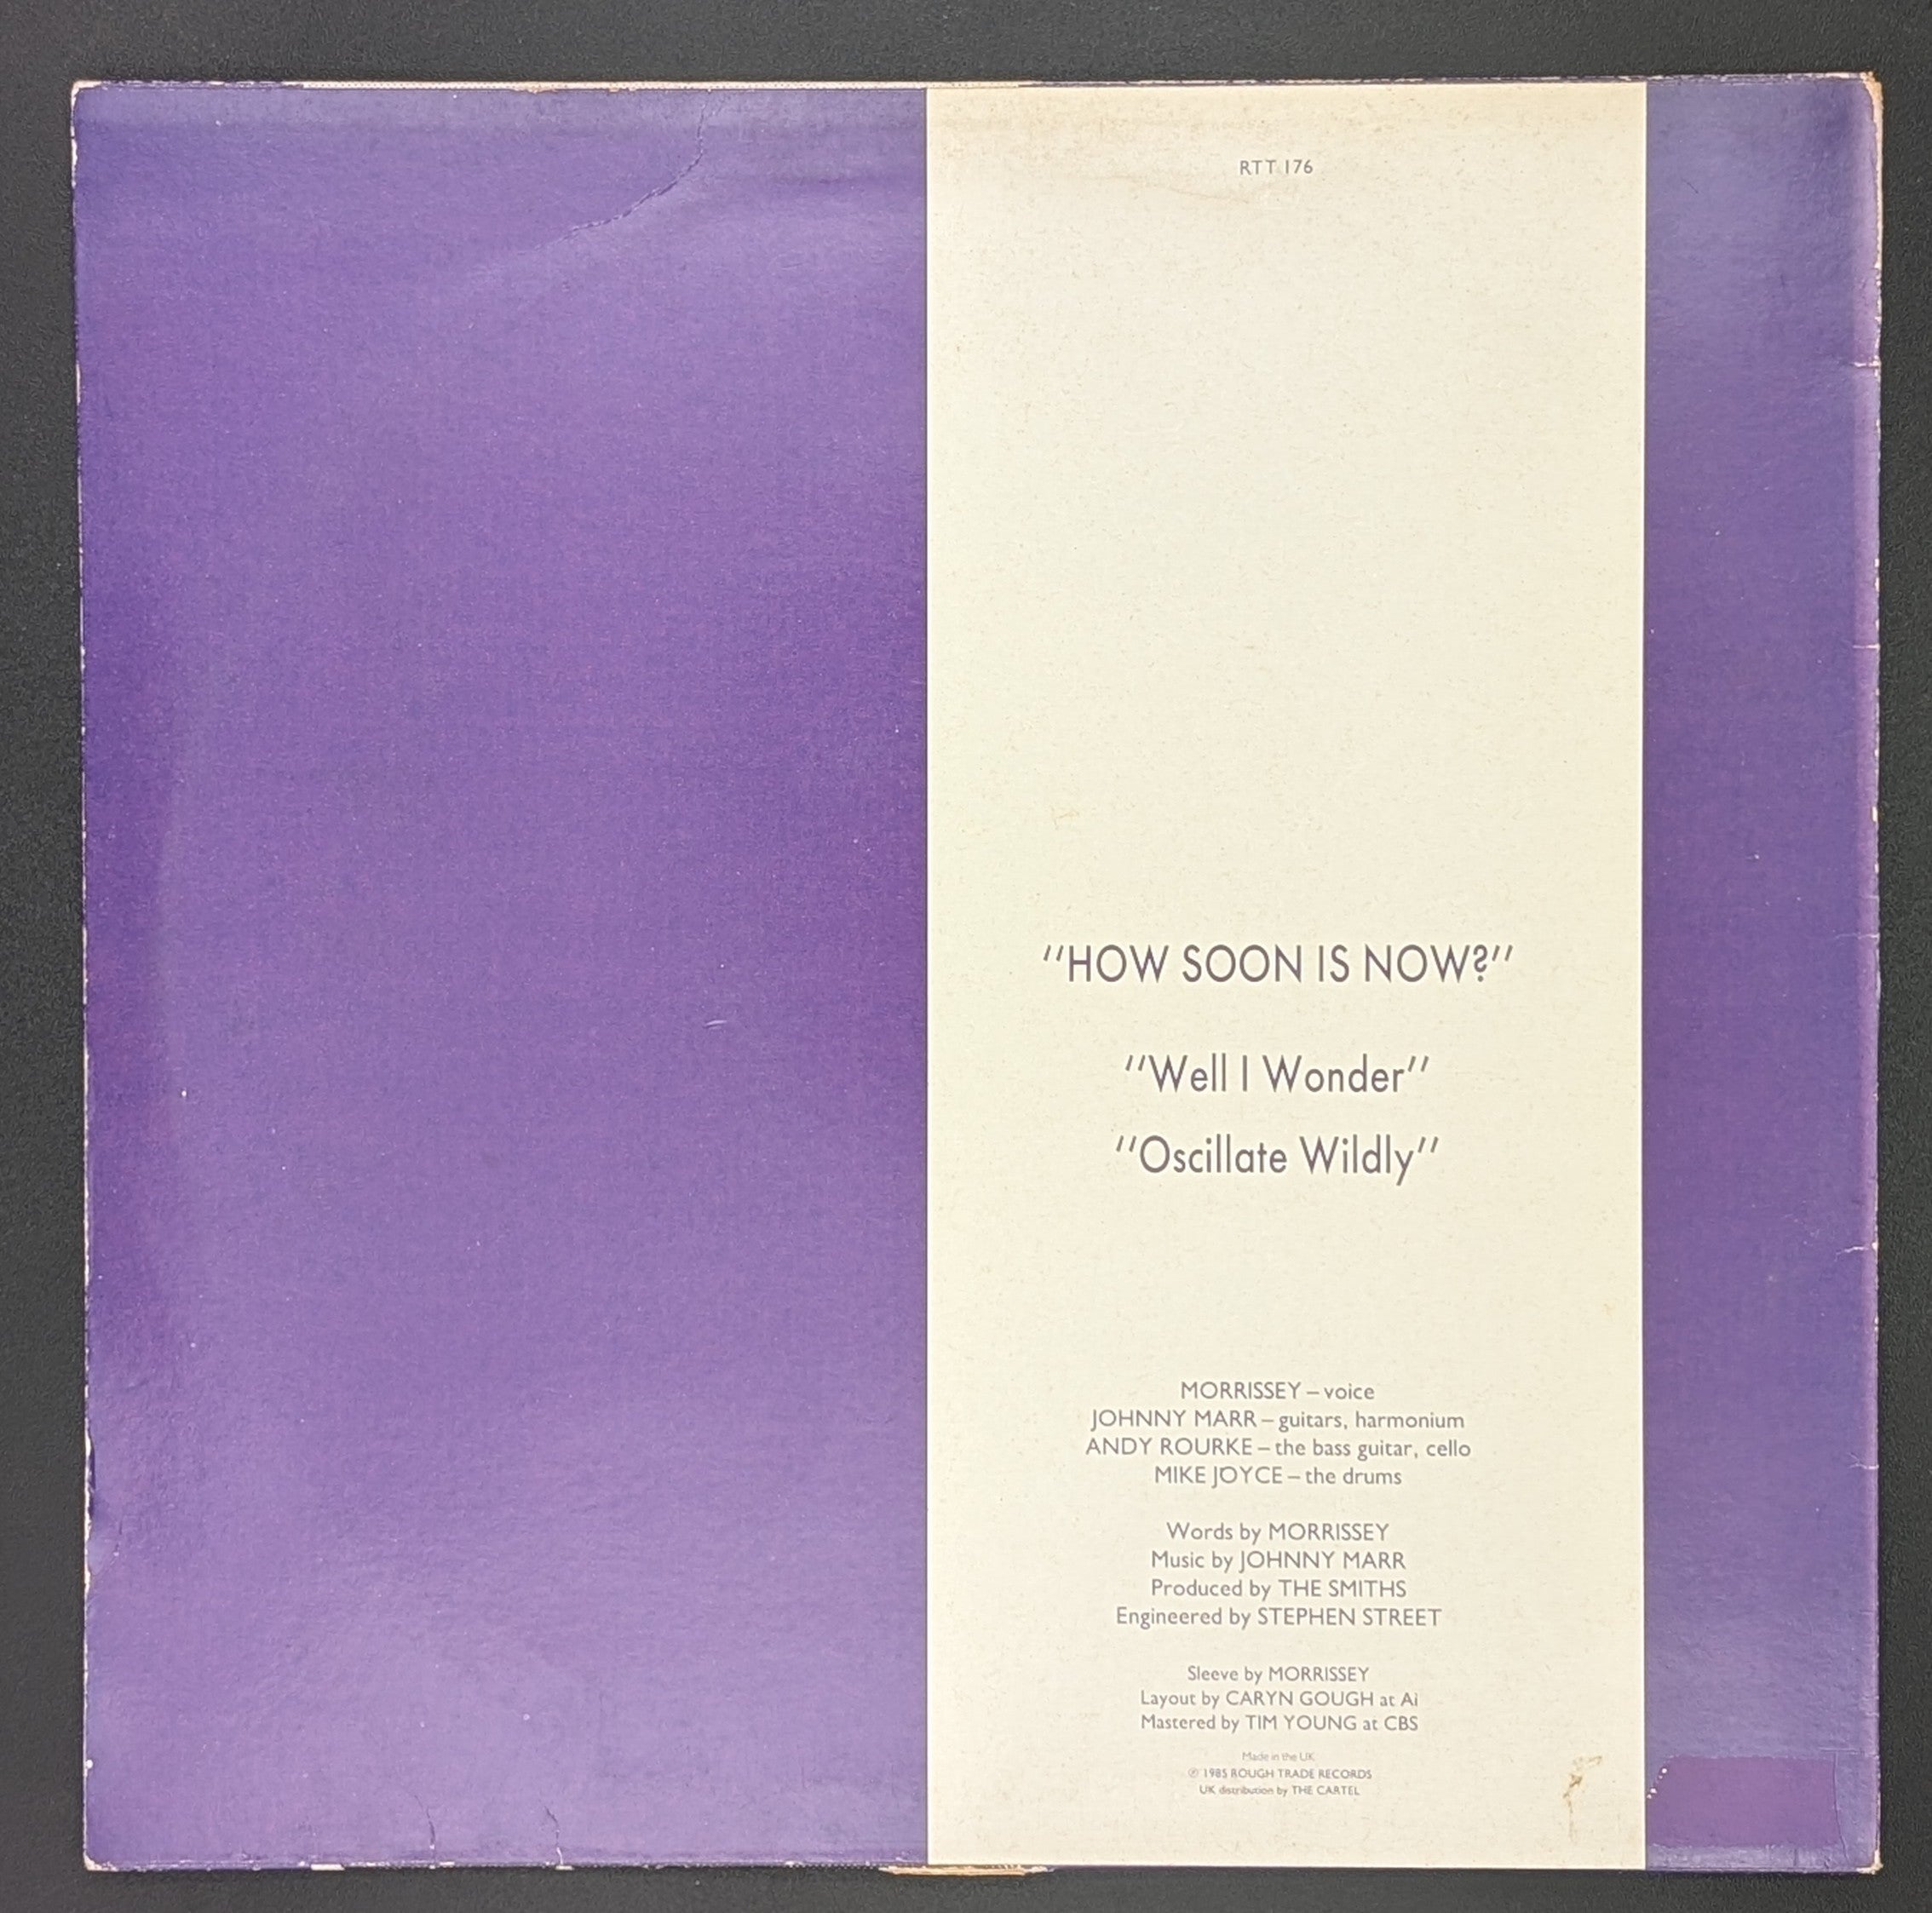 RTT 176
"HOW SOON IS NOW?"
"Well I Wonder"
"Oscillate Wildly"
MORRISSEY – voice
JOHNNY MARR – guitars, harmonium
ANDY ROURKE – the bass guitar, cello
MIKE JOYCE – the drums
Words by MORRISSEY
Music by JOHNNY MARR
Produced by THE SMITHS
Engineered by STEPHEN STREET
Sleeve by MORRISSEY
Layout by CARYN GOUGH at Ai
Mastered by TIM YOUNG at CBS
Made in the UK
℗ 1985 ROUGH TRADE RECORDS
UK distribution by THE CARTEL